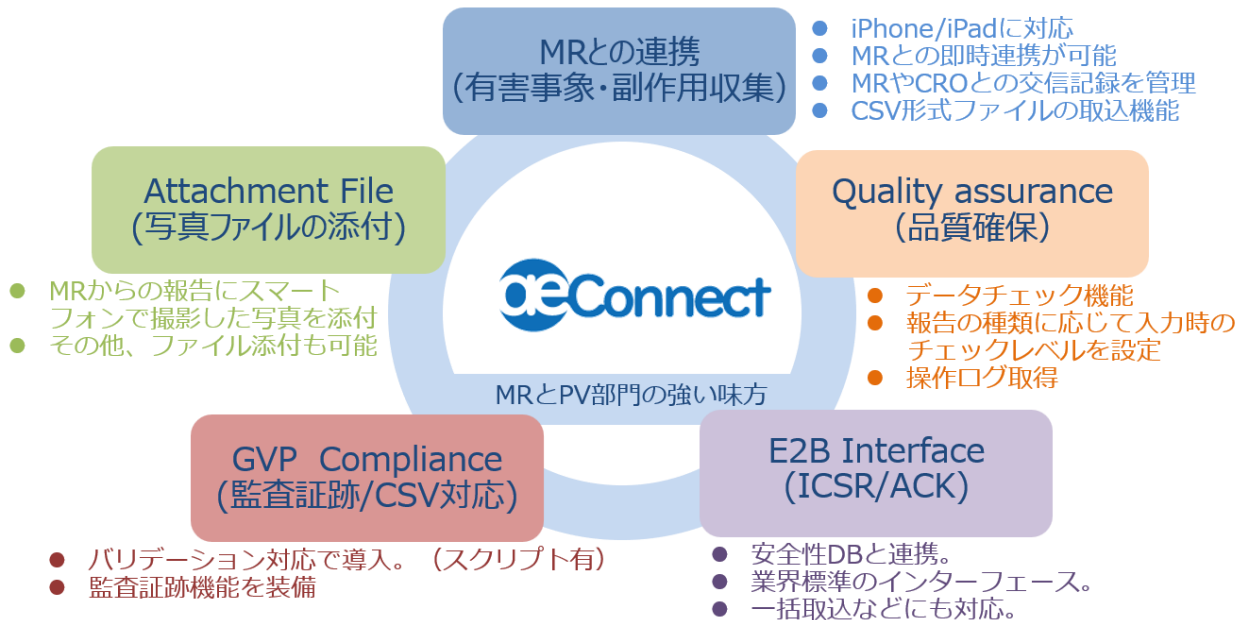 MRとの連携
(有害事象・副作用収集)
● iPhone/iPadに対応
● MRとの即時連携が可能
● MRやCROとの交信記録を管理
● CSV形式ファイルの取込機能
Attachment File
(写真ファイルの添付)
● MRからの報告にスマート
フォンで撮影した写真を添付
● その他、ファイル添付も可能
Quality assurance
(品質確保)
● データチェック機能
● 報告の種類に応じて入力時の
チェックレベルを設定
● 操作ログ取得
aeConnect
MRとPV部門の強い味方
GVP Compliance
(監査証跡/CSV対応)
● バリデーション対応で導入。（スクリプト有）
● 監査証跡機能を装備
E2B Interface
(ICSR/ACK)
● 安全性DBと連携。
● 業界標準のインターフェース。
● 一括取込などにも対応。